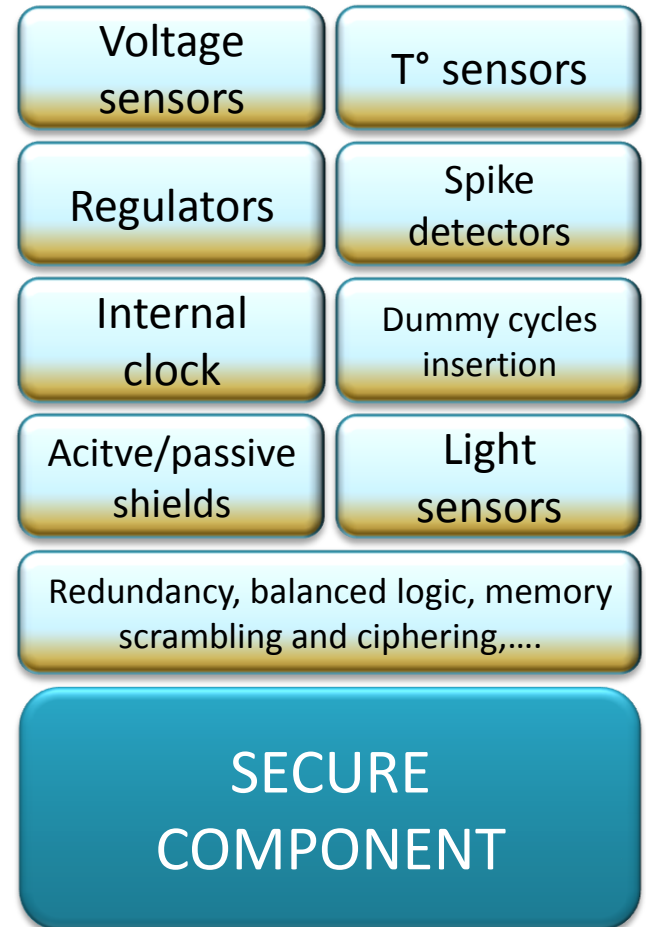 Voltage
sensors
T° sensors
Regulators
Spike
detectors
Internal
clock
Dummy cycles
insertion
Acitve/passive
shields
Light
sensors
Redundancy, balanced logic, memory
scrambling and ciphering,....
SECURE
COMPONENT